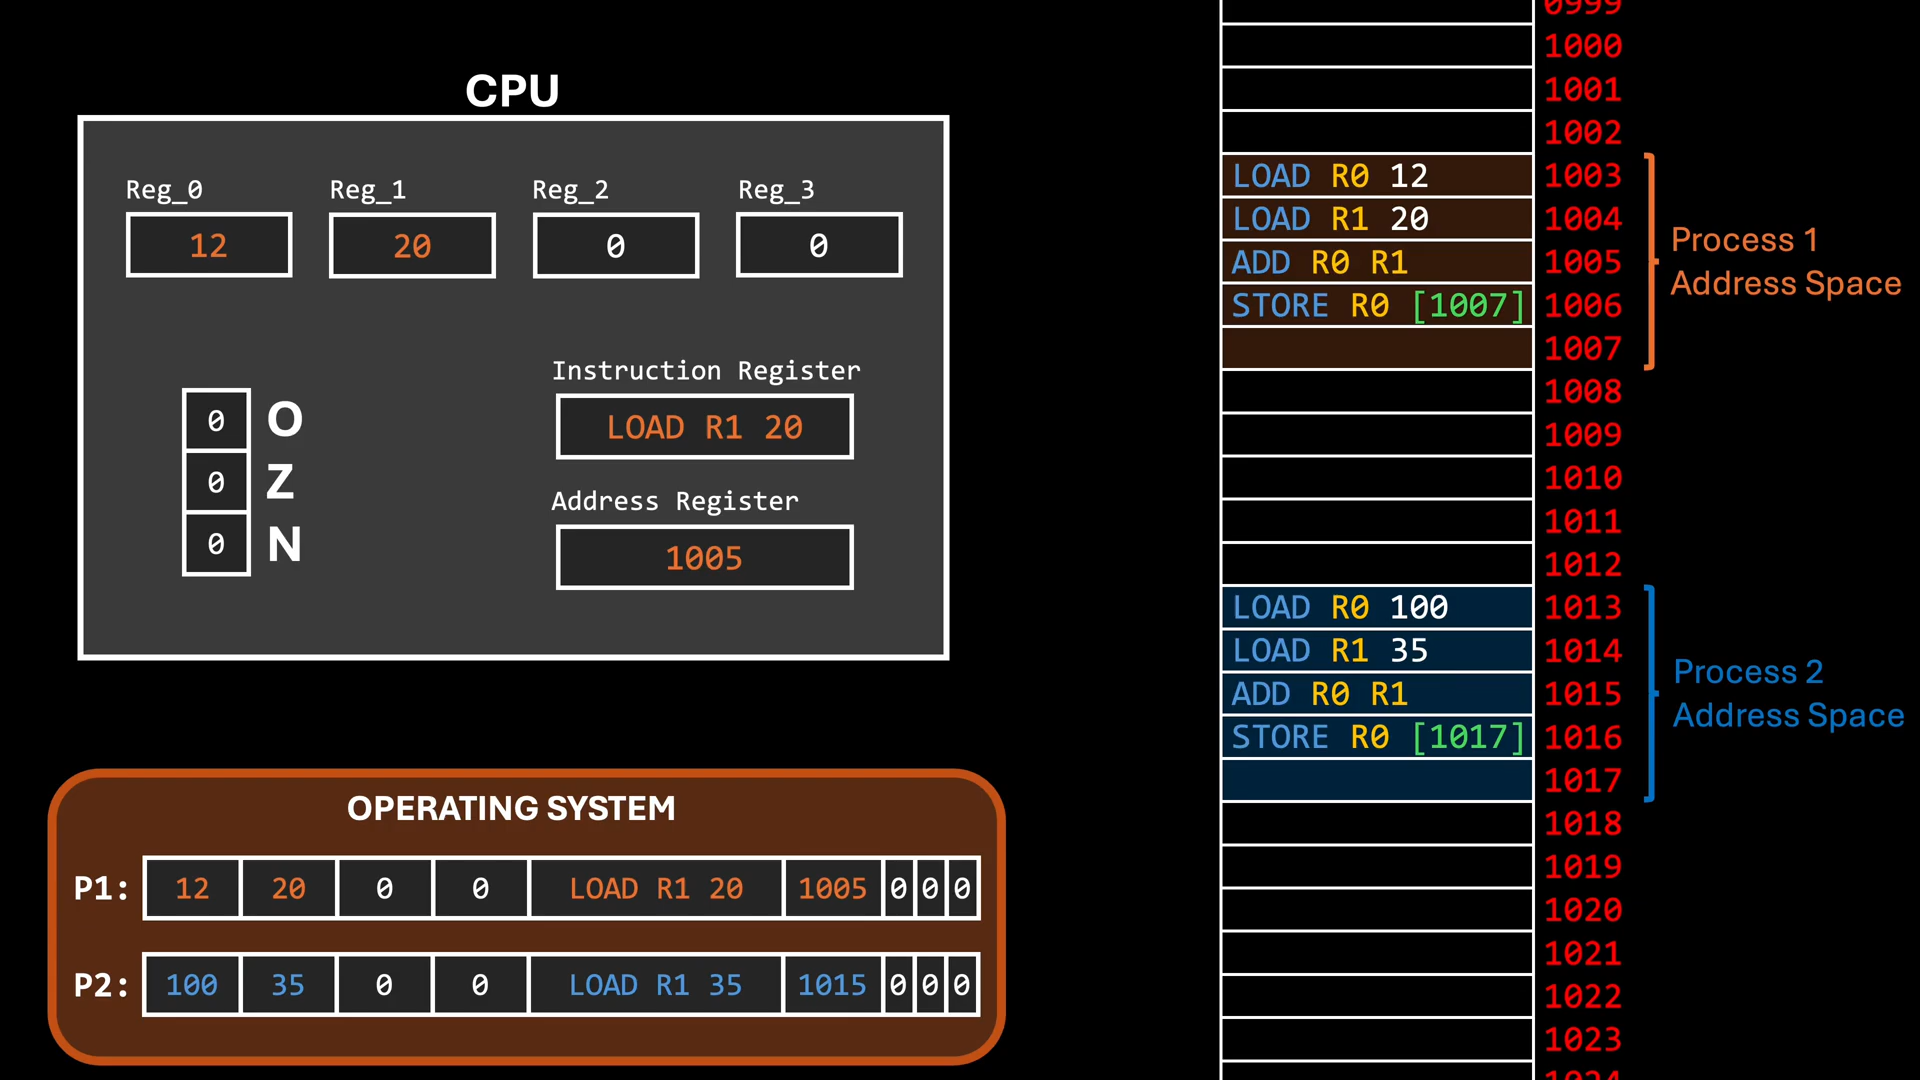 CPU
Reg_0 Reg_1 Reg_2 Reg_3
12 20 0 0
0 O
0 Z
0 N
Instruction Register
LOAD R1 20
Address Register
1005
OPERATING SYSTEM
P1: 12 20 0 0 LOAD R1 20 1005 0 0 0
P2: 100 35 0 0 LOAD R1 35 1015 0 0 0
0999
1000
1001
1002
LOAD R0 12 1003
LOAD R1 20 1004
ADD R0 R1 1005
STORE R0 [1007] 1006
1007
1008
1009
1010
1011
1012
LOAD R0 100 1013
LOAD R1 35 1014
ADD R0 R1 1015
STORE R0 [1017] 1016
1017
1018
1019
1020
1021
1022
1023
1024
Process 1
Address Space
Process 2
Address Space